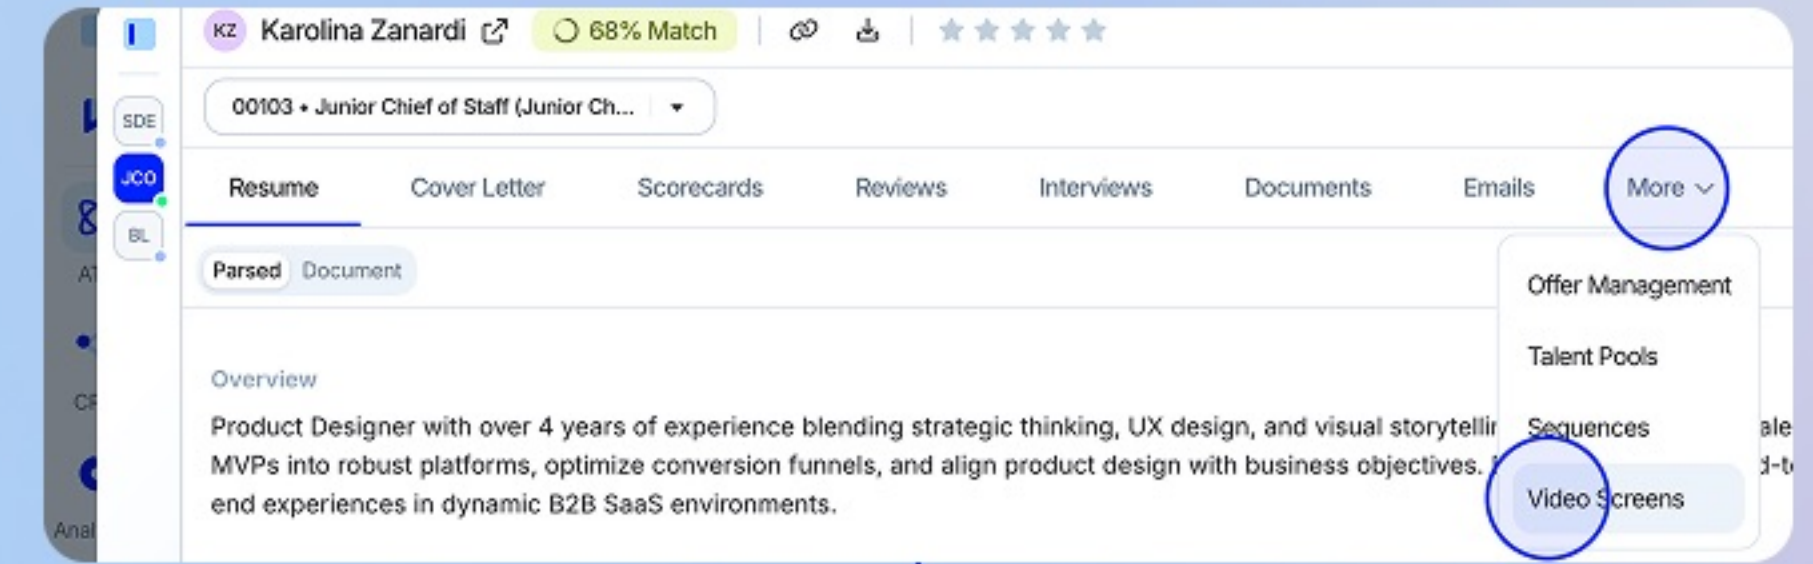 KZ Karolina Zanardi 68% Match
00103 • Junior Chief of Staff (Junior Ch...
SDE
JCO
BL
Resume Cover Letter Scorecards Reviews Interviews Documents Emails More
Parsed Document
Offer Management
Talent Pools
Sequences
Video Screens
Overview
Product Designer with over 4 years of experience blending strategic thinking, UX design, and visual
MVPs into robust platforms, optimize conversion funnels, and align product design with business objectives.
end experiences in dynamic B2B SaaS environments.